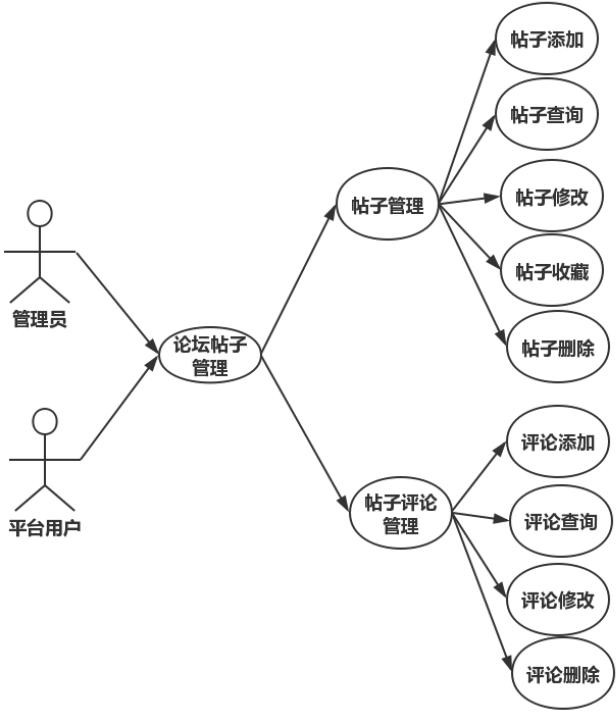 帖子添加
帖子查询
帖子管理
帖子修改
帖子收藏
帖子删除
管理员
论坛帖子
管理
平台用户
帖子评论
管理
评论添加
评论查询
评论修改
评论删除